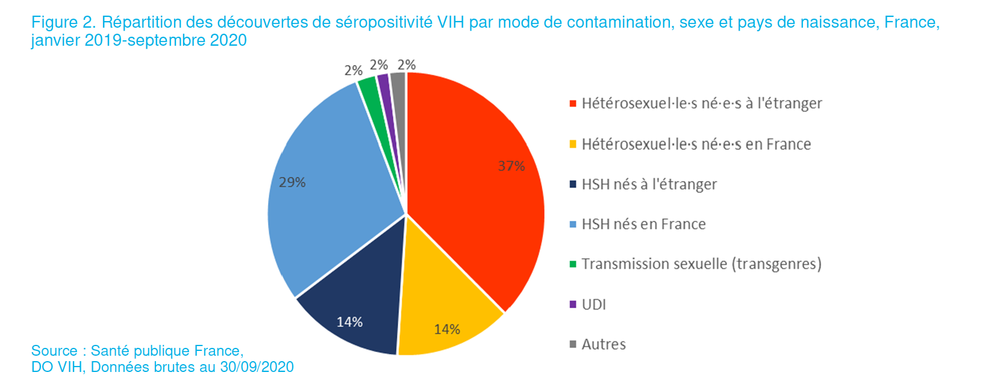 Figure 2. Répartition des découvertes de séropositivité VIH par mode de contamination, sexe et pays de naissance, France,
janvier 2019-septembre 2020
2% 2% 2%
37%
29%
14%
14%
Hétérosexuel·le·s né·e·s à l'étranger
Hétérosexuel·le·s né·e·s en France
HSH nés à l'étranger
HSH nés en France
Transmission sexuelle (transgenres)
UDI
Autres
Source : Santé publique France,
DO VIH, Données brutes au 30/09/2020